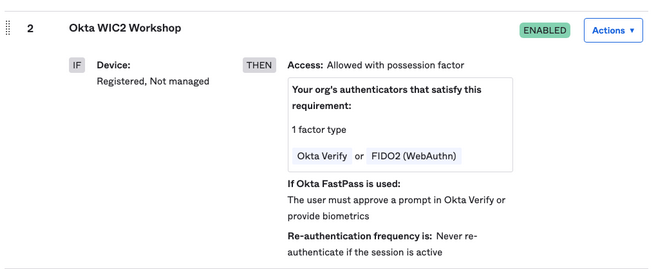 2 Okta WIC2 Workshop ENABLED Actions ▼
IF Device:
Registered, Not managed
THEN Access: Allowed with possession factor
Your org's authenticators that satisfy this
requirement:
1 factor type
Okta Verify or FIDO2 (WebAuthn)
If Okta FastPass is used:
The user must approve a prompt in Okta Verify or
provide biometrics
Re-authentication frequency is: Never re-
authenticate if the session is active